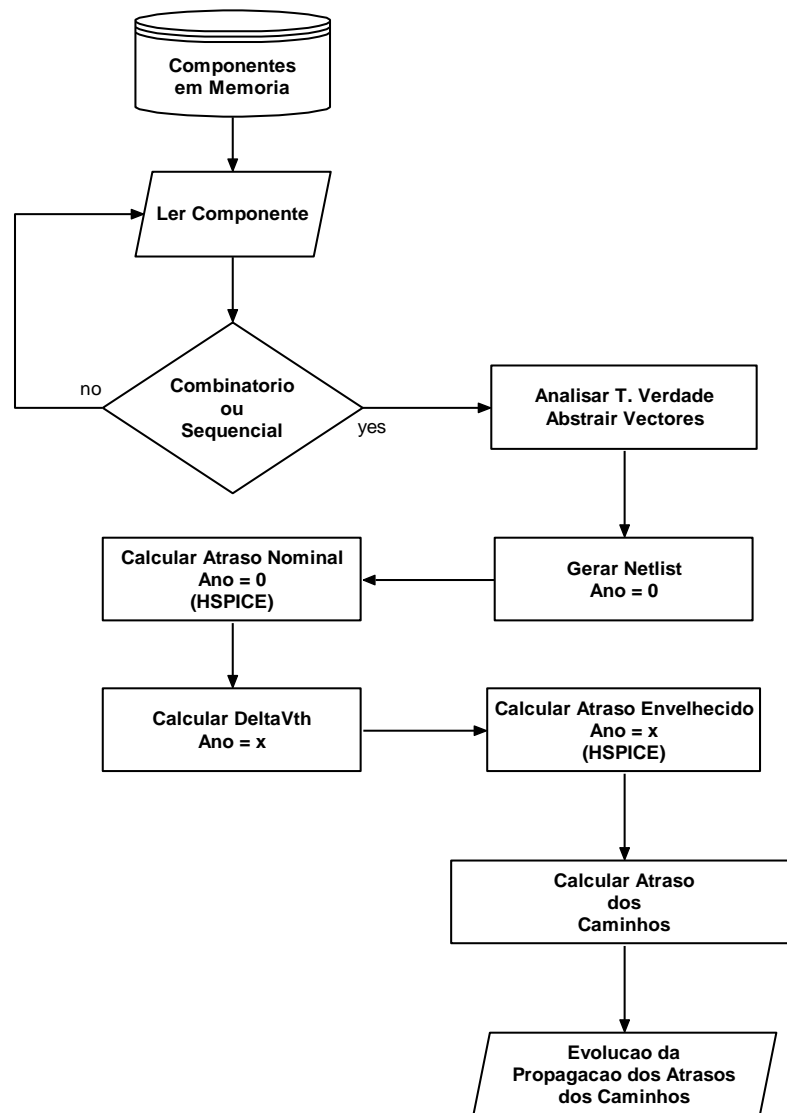 Componentes
em Memoria
Ler Componente
no
Combinatorio
ou
Sequencial
yes
Analisar T. Verdade
Abstrair Vectores
Gerar Netlist
Ano = 0
Calcular Atraso Nominal
Ano = 0
(HSPICE)
Calcular DeltaVth
Ano = x
Calcular Atraso Envelhecido
Ano = x
(HSPICE)
Calcular Atraso
dos
Caminhos
Evolucao da
Propagacao dos Atrasos
dos Caminhos